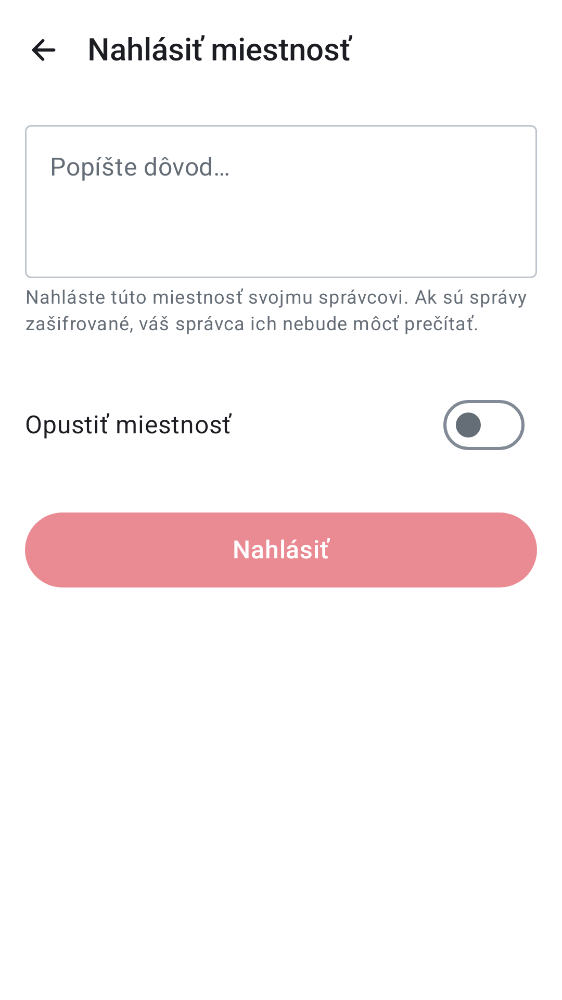 Nahlásiť miestnosť
Popíšte dôvod…
Nahláste túto miestnosť svojmu správcovi. Ak sú správy
zašifrované, váš správca ich nebude môcť prečítať.
Opustiť miestnosť
Nahlásiť